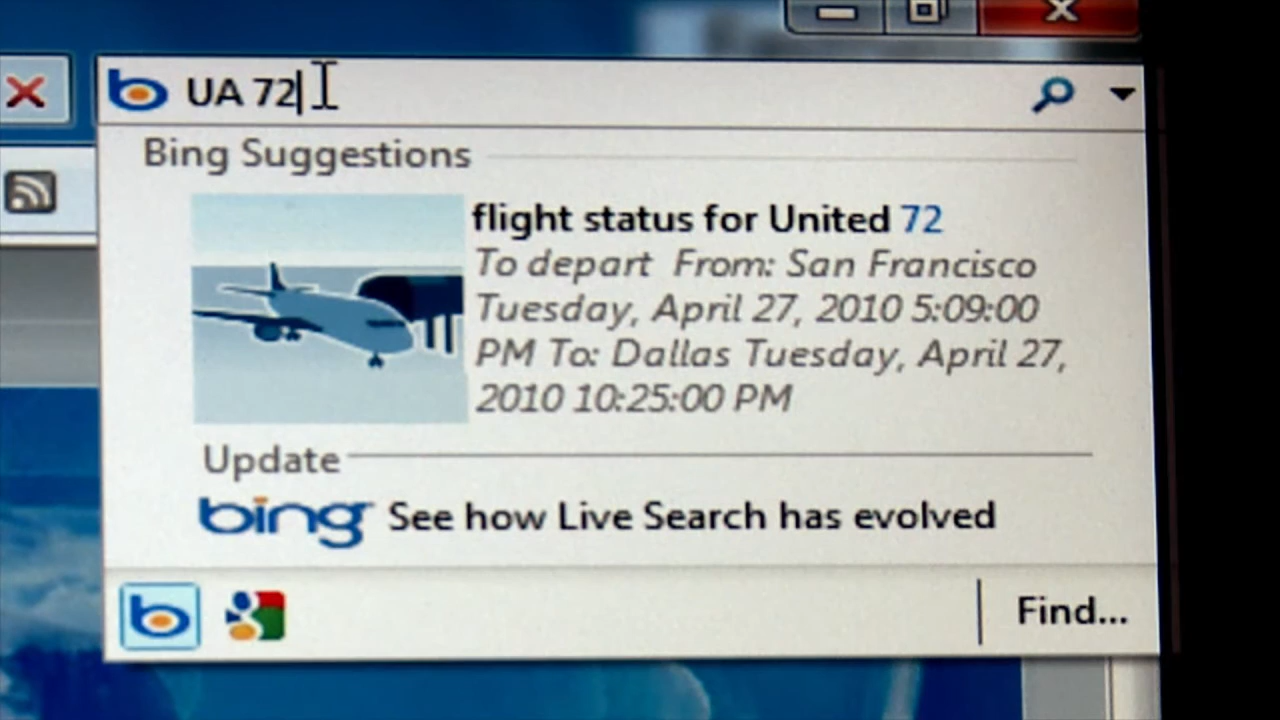 UA 72
Bing Suggestions
flight status for United 72
To depart From: San Francisco
Tuesday, April 27, 2010 5:09:00
PM To: Dallas Tuesday, April 27,
2010 10:25:00 PM
Update
bing See how Live Search has evolved
Find...